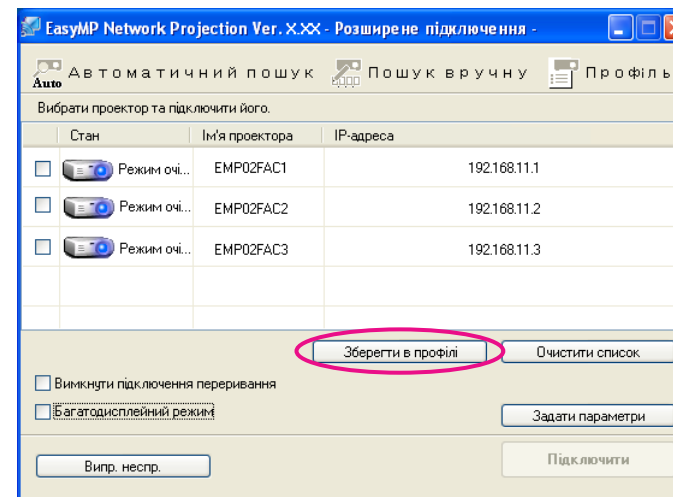 EasyMP Network Projection Ver. X.XX - Розширене підключення -
Auto Автоматичний пошук Пошук вручну Профіль
Вибрати проектор та підключити його.
Стан Ім'я проектора IP-адреса
Режим очі... EMP02FAC1 192.168.11.1
Режим очі... EMP02FAC2 192.168.11.2
Режим очі... EMP02FAC3 192.168.11.3
Зберегти в профілі Очистити список
Вимкнути підключення переривання
Багатодисплейний режим Задати параметри
Випр. неспр. Підключити